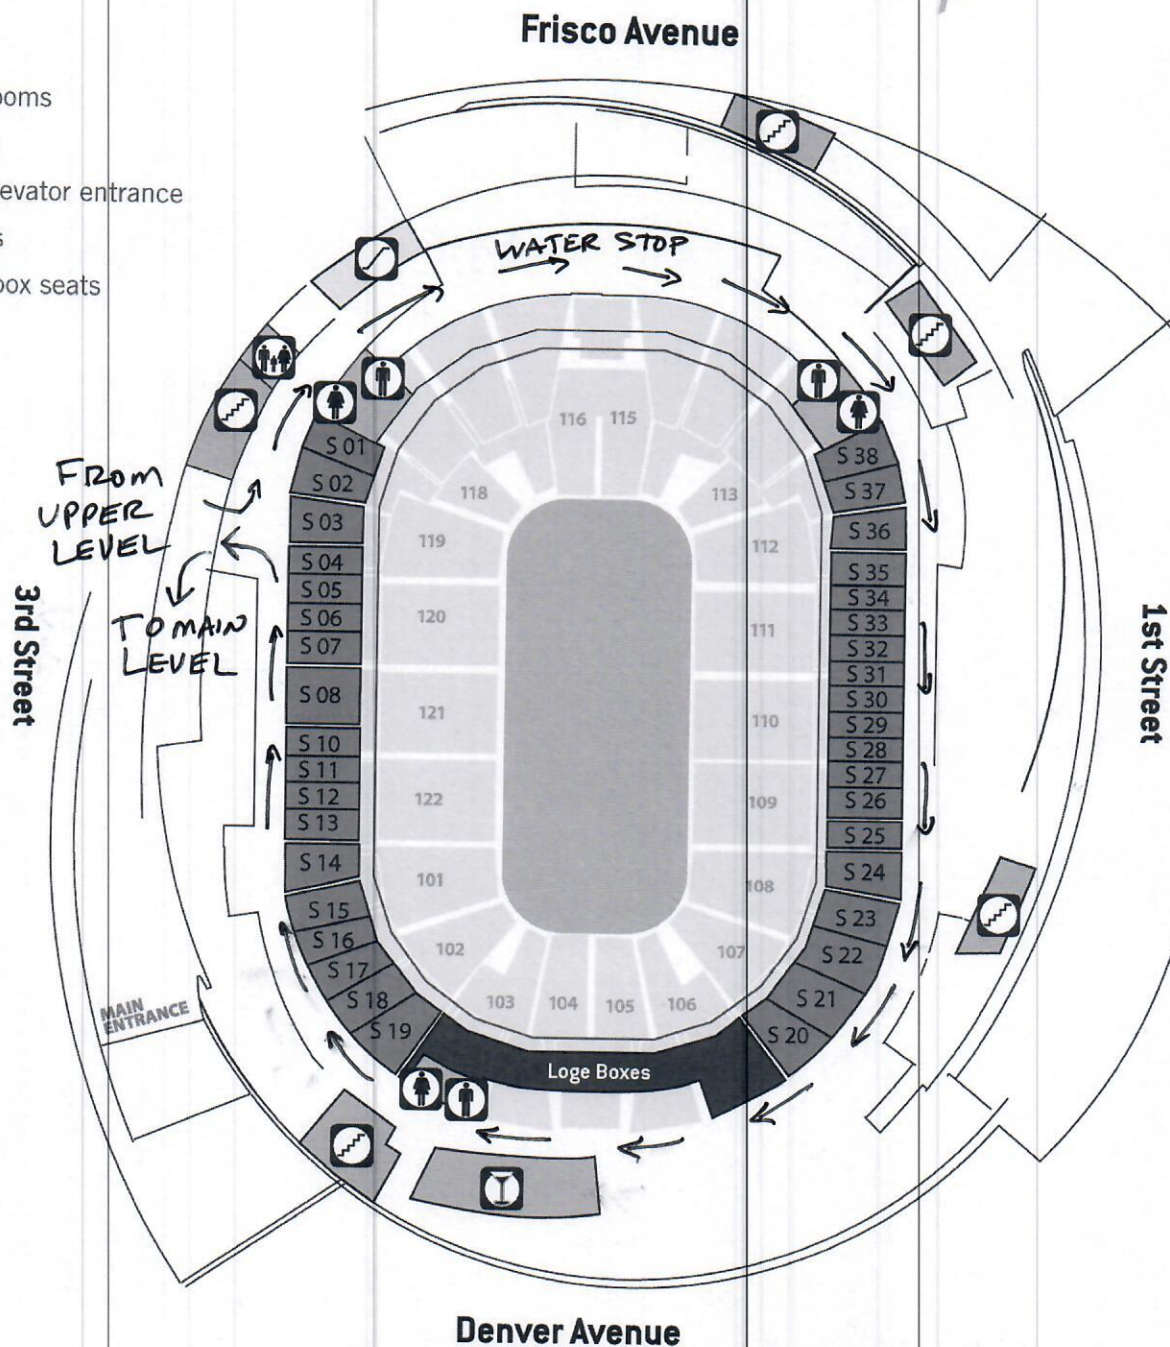 Frisco Avenue
ooms
evator entrance
s
box seats
WATER STOP
FROM
UPPER
LEVEL
TO MAIN
LEVEL
3rd Street
1st Street
MAIN
ENTRANCE
S 01
S 02
S 03
S 04
S 05
S 06
S 07
S 08
S 10
S 11
S 12
S 13
S 14
S 15
S 16
S 17
S 18
S 19
116 115
118
113
119
112
120
111
121
110
122
109
101
108
102
107
103 104 105 106
S 38
S 37
S 36
S 35
S 34
S 33
S 32
S 31
S 30
S 29
S 28
S 27
S 26
S 25
S 24
S 23
S 22
S 21
S 20
Loge Boxes
Denver Avenue